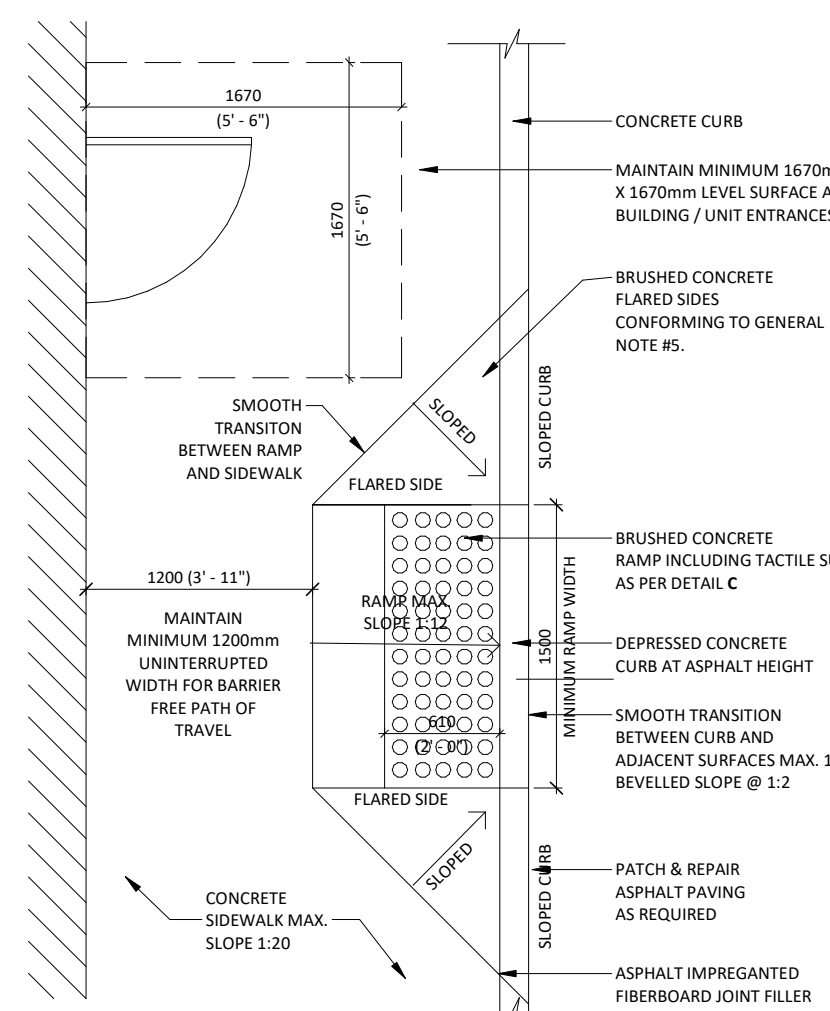 1670
(5' - 6")
1670
(5' - 6")
CONCRETE CURB
MAINTAIN MINIMUM 1670m
X 1670mm LEVEL SURFACE A
BUILDING / UNIT ENTRANCES
BRUSHED CONCRETE
FLARED SIDES
CONFORMING TO GENERAL
NOTE #5.
SLOPED CURB
SMOOTH
TRANSITON
BETWEEN RAMP
AND SIDEWALK
SLOPED
FLARED SIDE
BRUSHED CONCRETE
RAMP INCLUDING TACTILE SU
AS PER DETAIL C
1200 (3' - 11")
MAINTAIN
MINIMUM 1200mm
UNINTERRUPTED
WIDTH FOR BARRIER
FREE PATH OF
TRAVEL
RAMP MAX.
SLOPE 1:12
1500
MINIMUM RAMP WIDTH
DEPRESSED CONCRETE
CURB AT ASPHALT HEIGHT
610
(2' - 0")
SMOOTH TRANSITION
BETWEEN CURB AND
ADJACENT SURFACES MAX. 1
BEVELLED SLOPE @ 1:2
FLARED SIDE
SLOPED
SLOPED CURB
PATCH & REPAIR
ASPHALT PAVING
AS REQUIRED
CONCRETE
SIDEWALK MAX.
SLOPE 1:20
ASPHALT IMPREGANTED
FIBERBOARD JOINT FILLER